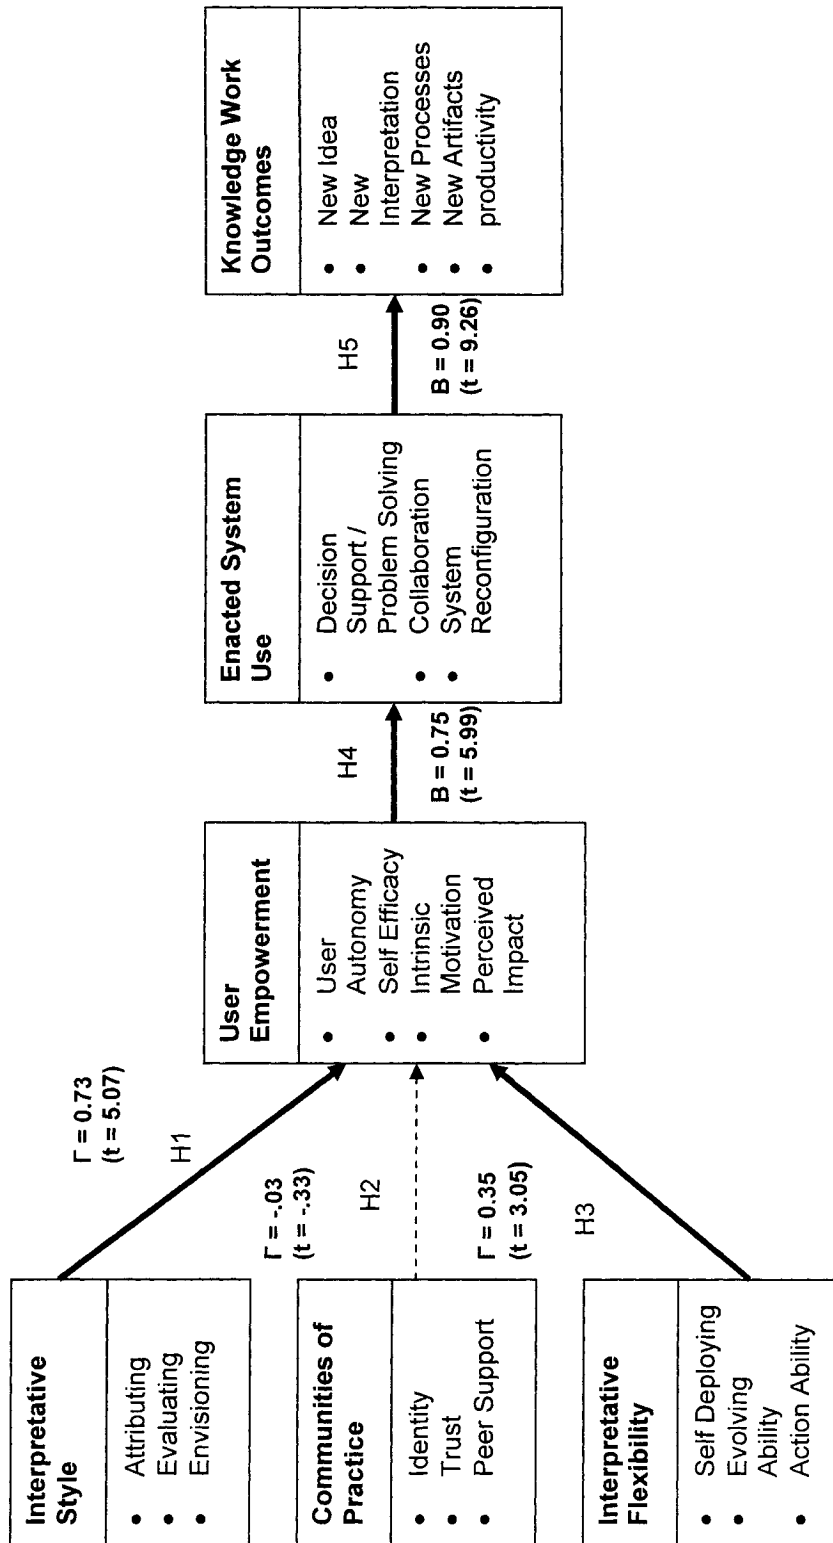 Interpretative
Style
• Attributing
• Evaluating
• Envisioning
Γ = 0.73
(t = 5.07)
H1
Communities of
Practice
• Identity
• Trust
• Peer Support
Γ = -.03
(t = -.33)
H2
Interpretative
Flexibility
• Self Deploying
• Evolving
Ability
• Action Ability
Γ = 0.35
(t = 3.05)
H3
User
Empowerment
• User
Autonomy
• Self Efficacy
• Intrinsic
Motivation
• Perceived
Impact
H4
B = 0.75
(t = 5.99)
Enacted System
Use
• Decision
Support /
Problem Solving
• Collaboration
• System
Reconfiguration
H5
B = 0.90
(t = 9.26)
Knowledge Work
Outcomes
• New Idea
• New
Interpretation
• New Processes
• New Artifacts
• productivity